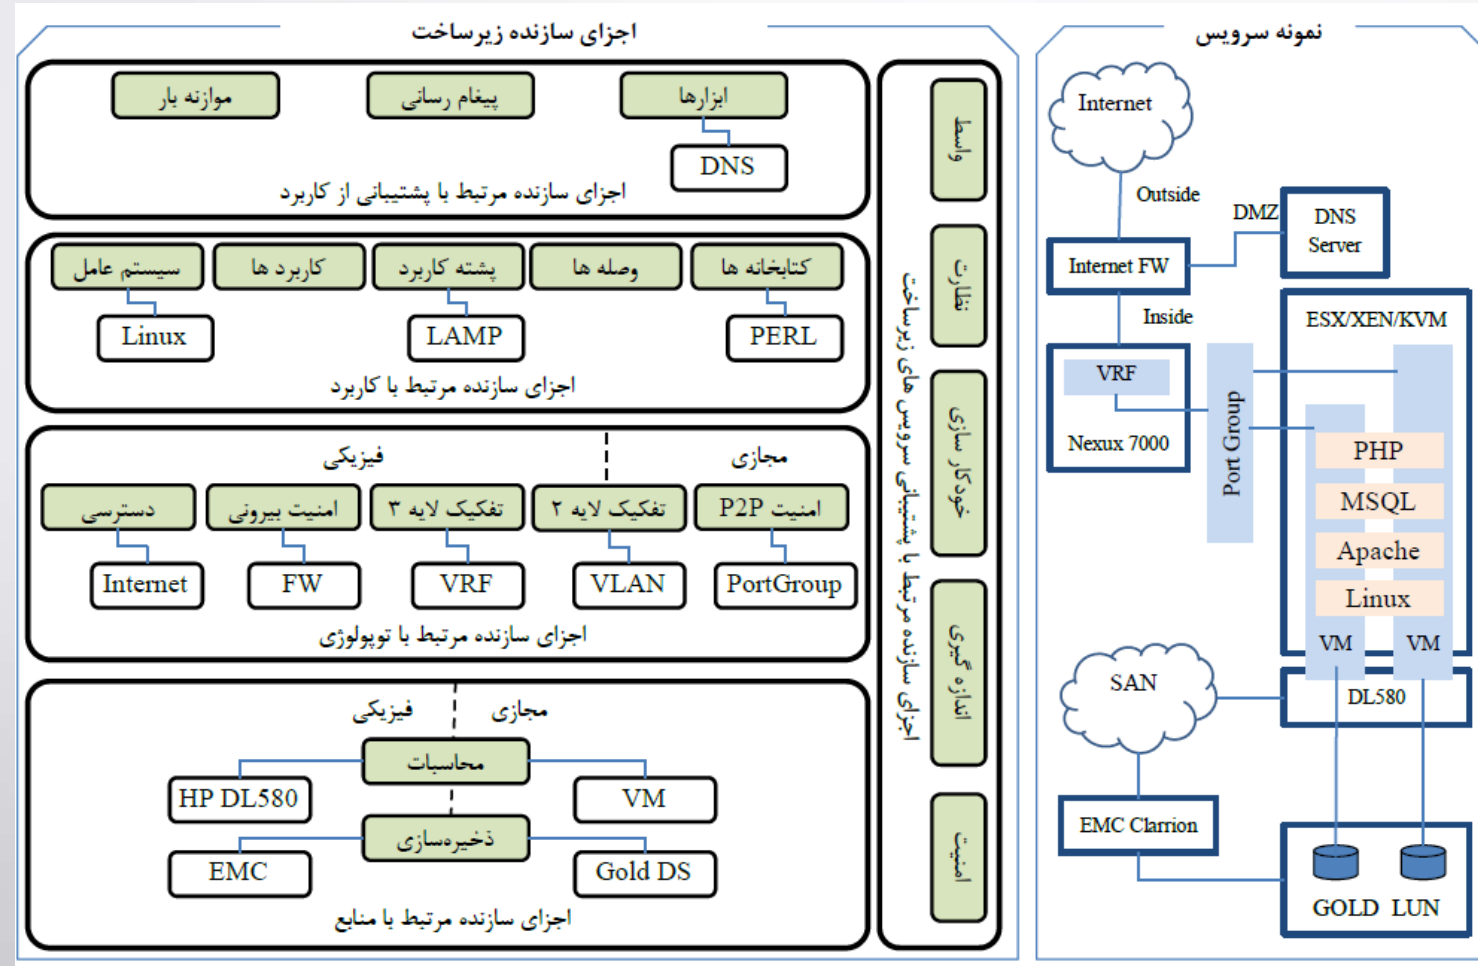 اجزای سازنده زیرساخت
ابزارها
پیغام رسانی
موازنه بار
DNS
اجزای سازنده مرتبط با پشتیبانی از کاربرد
کتابخانه ها
وصله ها
پشته کاربرد
کاربرد ها
سیستم عامل
PERL
LAMP
Linux
اجزای سازنده مرتبط با کاربرد
مجازی
فیزیکی
امنیت P2P
تفکیک لایه ۲
تفکیک لایه ۳
امنیت بیرونی
دسترسی
PortGroup
VLAN
VRF
FW
Internet
اجزای سازنده مرتبط با توپولوژی
مجازی
فیزیکی
محاسبات
HP DL580
VM
ذخیره‌سازی
EMC
Gold DS
اجزای سازنده مرتبط با منابع
واسط
نظارت
خودکار سازی
اندازه گیری
امنیت
اجزای سازنده مرتبط با پشتیبانی سرویس های زیرساخت
نمونه سرویس
Internet
Outside
DMZ
DNS
Server
Internet FW
Inside
ESX/XEN/KVM
VRF
Nexux 7000
Port Group
PHP
MSQL
Apache
Linux
VM
VM
SAN
DL580
EMC Clarrion
GOLD LUN